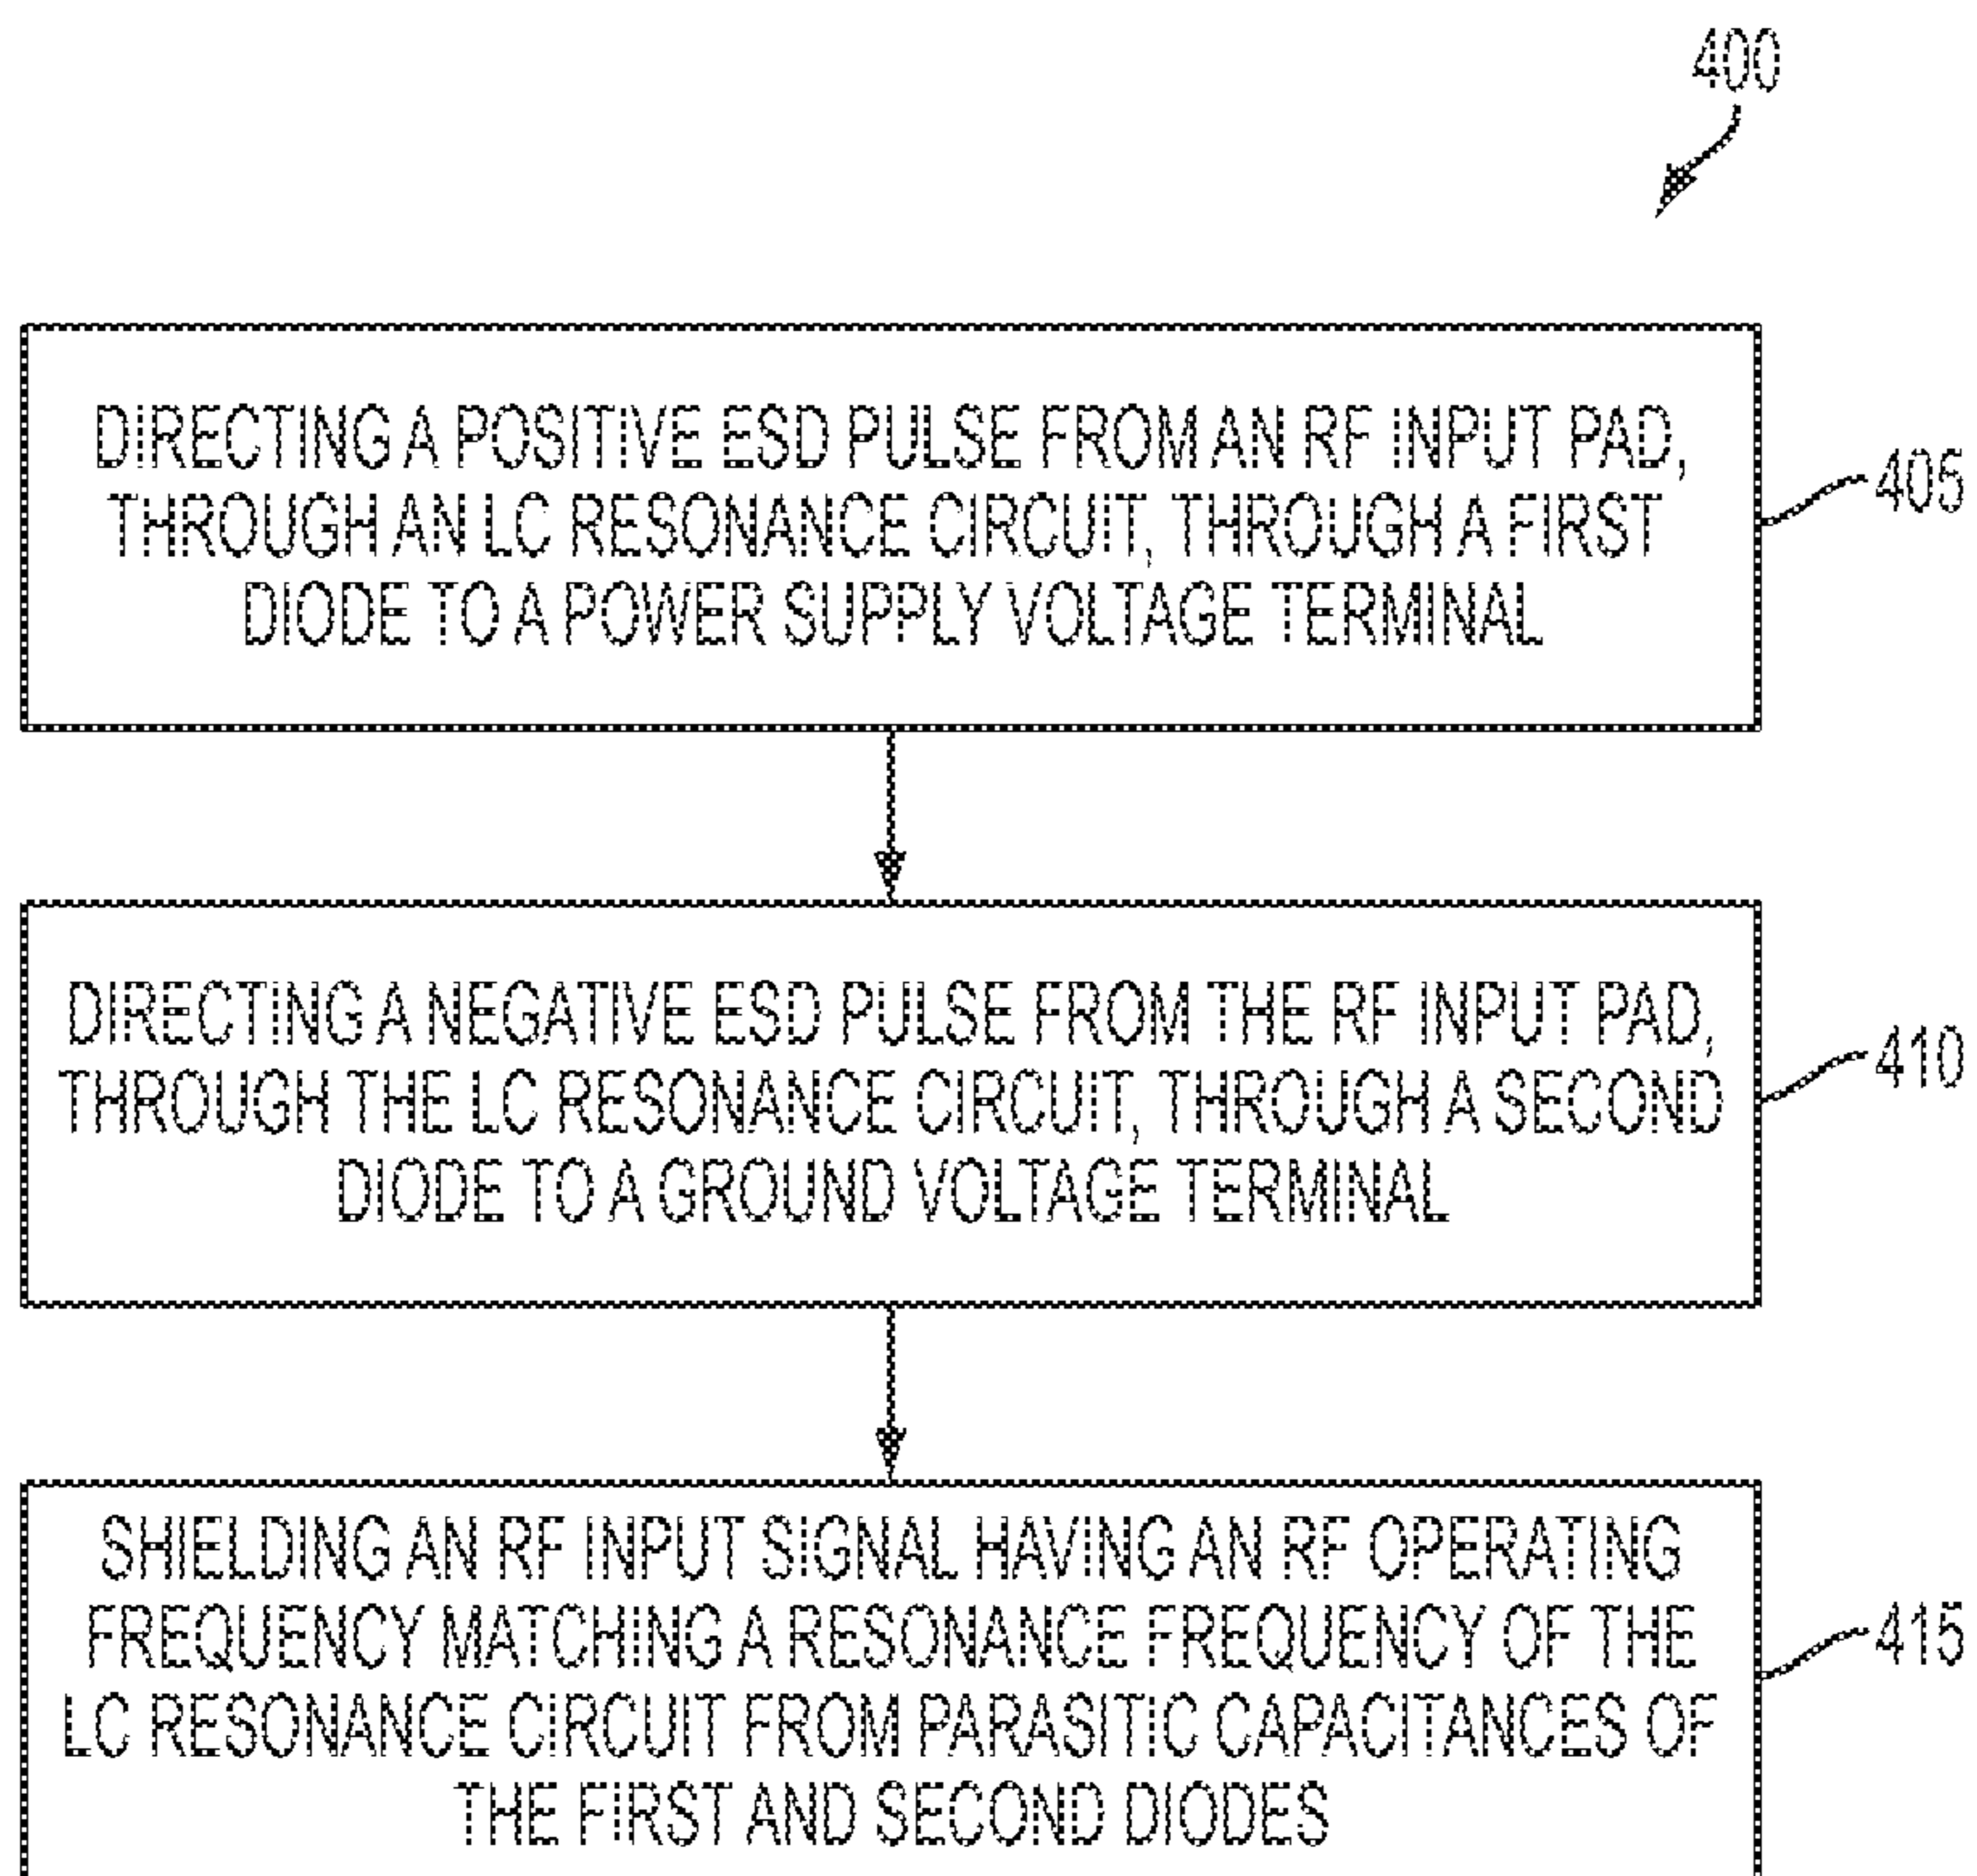 400
DIRECTING A POSITIVE ESD PULSE FROM AN RF INPUT PAD,
THROUGH AN LC RESONANCE CIRCUIT, THROUGH A FIRST
DIODE TO A POWER SUPPLY VOLTAGE TERMINAL
405
DIRECTING A NEGATIVE ESD PULSE FROM THE RF INPUT PAD,
THROUGH THE LC RESONANCE CIRCUIT, THROUGH A SECOND
DIODE TO A GROUND VOLTAGE TERMINAL
410
SHIELDING AN RF INPUT SIGNAL HAVING AN RF OPERATING
FREQUENCY MATCHING A RESONANCE FREQUENCY OF THE
LC RESONANCE CIRCUIT FROM PARASITIC CAPACITANCES OF
THE FIRST AND SECOND DIODES
415